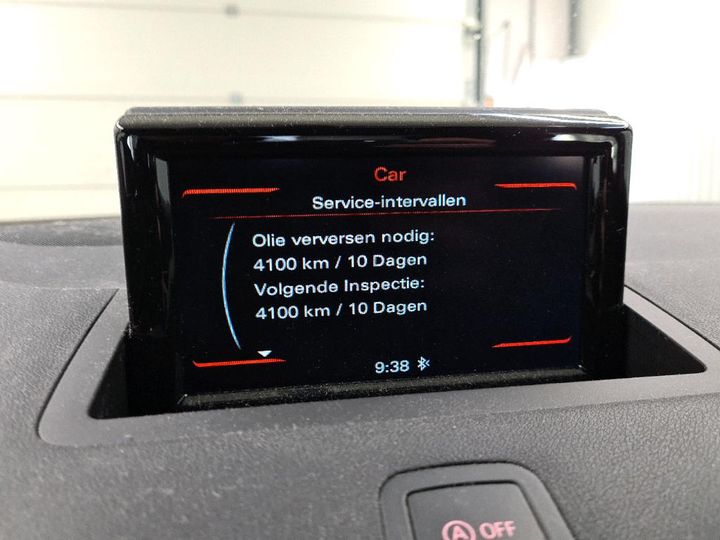 Car
Service-intervallen
Olie verversen nodig:
4100 km / 10 Dagen
Volgende Inspectie:
4100 km / 10 Dagen
9:38
A OFF